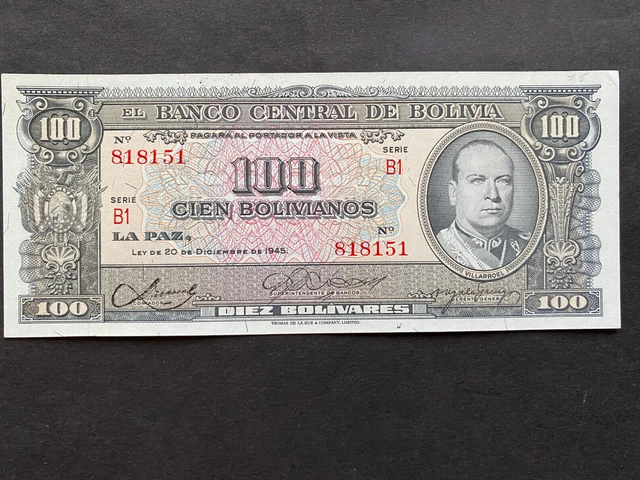 EL BANCO CENTRAL DE BOLIVIA
100
100
PAGARÁ AL PORTADOR A LA VISTA
Nº 818151
SERIE B1
100
CIEN BOLIVIANOS
SERIE B1
LA PAZ,
Nº 818151
LEY DE 20 DE DICIEMBRE DE 1945.
VILLARROEL
SUPERINTENDENTE DE BANCOS
GERENTE GENERAL
100
DIEZ BOLIVARES
100
THOMAS DE LA RUE & COMPANY, LIMITED.